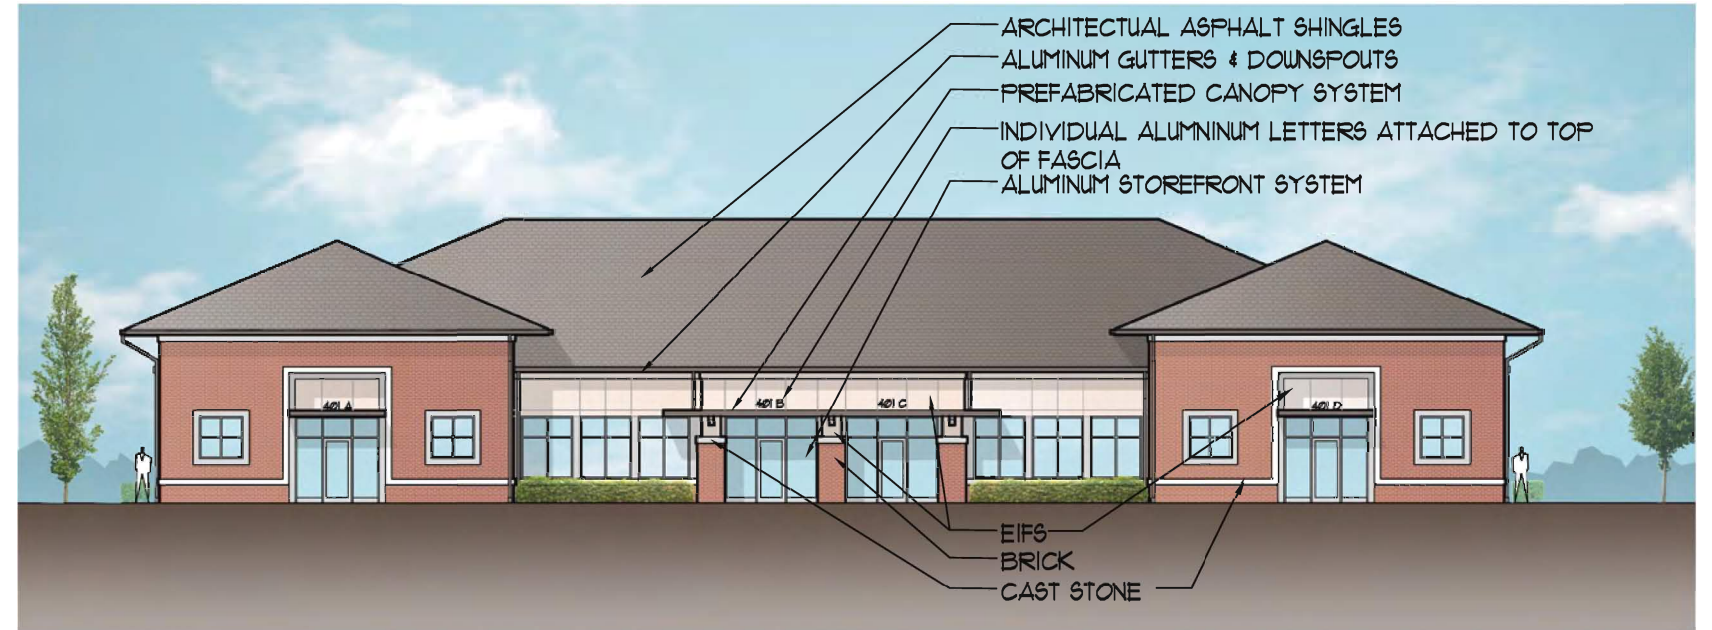 ARCHITECTUAL ASPHALT SHINGLES
ALUMINUM GUTTERS & DOWNSPOUTS
PREFABRICATED CANOPY SYSTEM
INDIVIDUAL ALUMNINUM LETTERS ATTACHED TO TOP
OF FASCIA
ALUMINUM STOREFRONT SYSTEM
401 A
401 B
401 C
401 D
EIFS
BRICK
CAST STONE